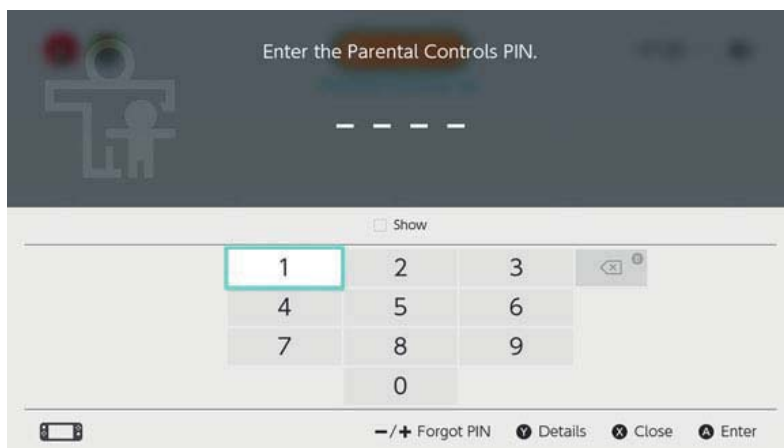 Enter the Parental Controls PIN.
Show
1 2 3
4 5 6
7 8 9
0
−/+ Forgot PIN Y Details X Close A Enter